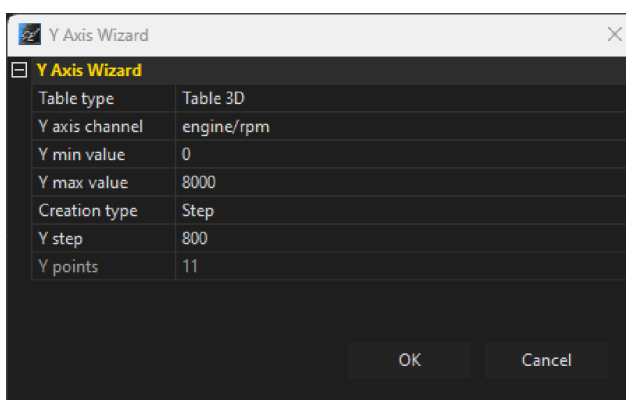 Y Axis Wizard
Y Axis Wizard
Table type Table 3D
Y axis channel engine/rpm
Y min value 0
Y max value 8000
Creation type Step
Y step 800
Y points 11
OK Cancel